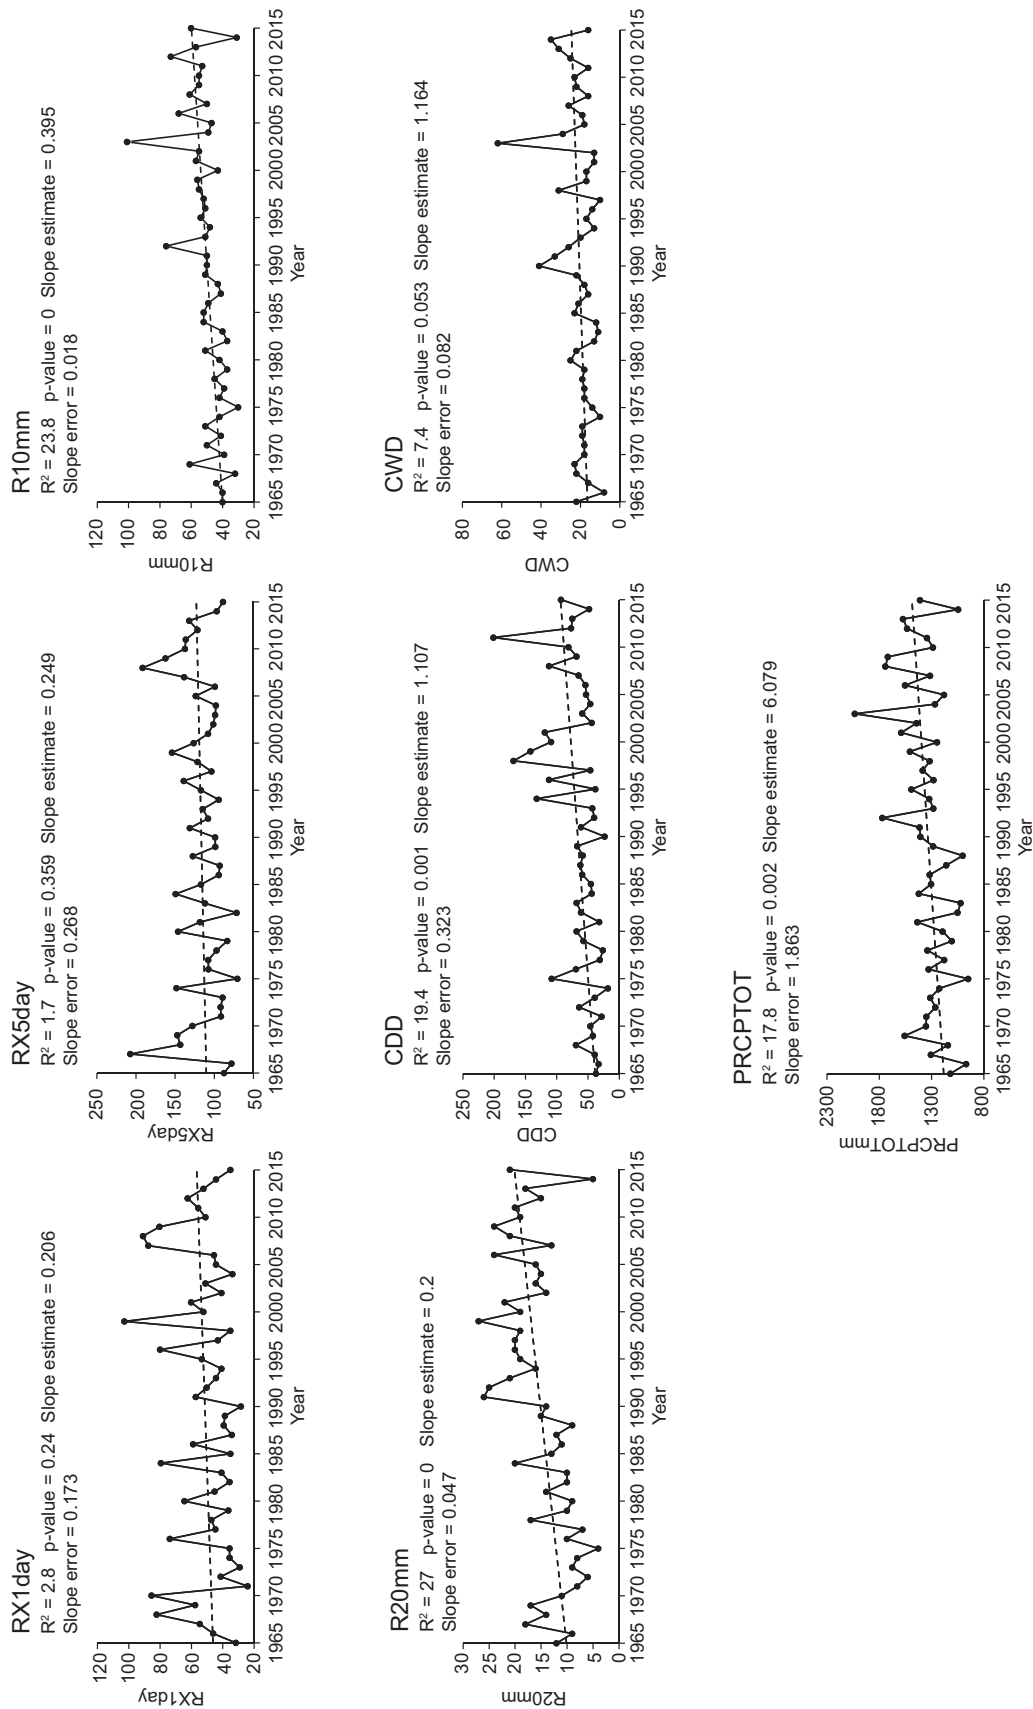 RX1day
R² = 2.8 p-value = 0.24 Slope estimate = 0.206
Slope error = 0.173
120
100
80
60
40
20
RX1day
1965 1970 1975 1980 1985 1990 1995 2000 2005 2010 2015
Year
RX5day
R² = 1.7 p-value = 0.359 Slope estimate = 0.249
Slope error = 0.268
250
200
150
100
50
RX5day
1965 1970 1975 1980 1985 1990 1995 2000 2005 2010 2015
Year
R10mm
R² = 23.8 p-value = 0 Slope estimate = 0.395
Slope error = 0.018
120
100
80
60
40
20
R10mm
1965 1970 1975 1980 1985 1990 1995 2000 2005 2010 2015
Year
R20mm
R² = 27 p-value = 0 Slope estimate = 0.2
Slope error = 0.047
30
25
20
15
10
5
0
R20mm
1965 1970 1975 1980 1985 1990 1995 2000 2005 2010 2015
Year
CDD
R² = 19.4 p-value = 0.001 Slope estimate = 1.107
Slope error = 0.323
250
200
150
100
50
0
CDD
1965 1970 1975 1980 1985 1990 1995 2000 2005 2010 2015
Year
CWD
R² = 7.4 p-value = 0.053 Slope estimate = 1.164
Slope error = 0.082
80
60
40
20
0
CWD
1965 1970 1975 1980 1985 1990 1995 2000 2005 2010 2015
Year
PRCPTOT
R² = 17.8 p-value = 0.002 Slope estimate = 6.079
Slope error = 1.863
2300
1800
1300
800
PRCPTOTmm
1965 1970 1975 1980 1985 1990 1995 2000 2005 2010 2015
Year